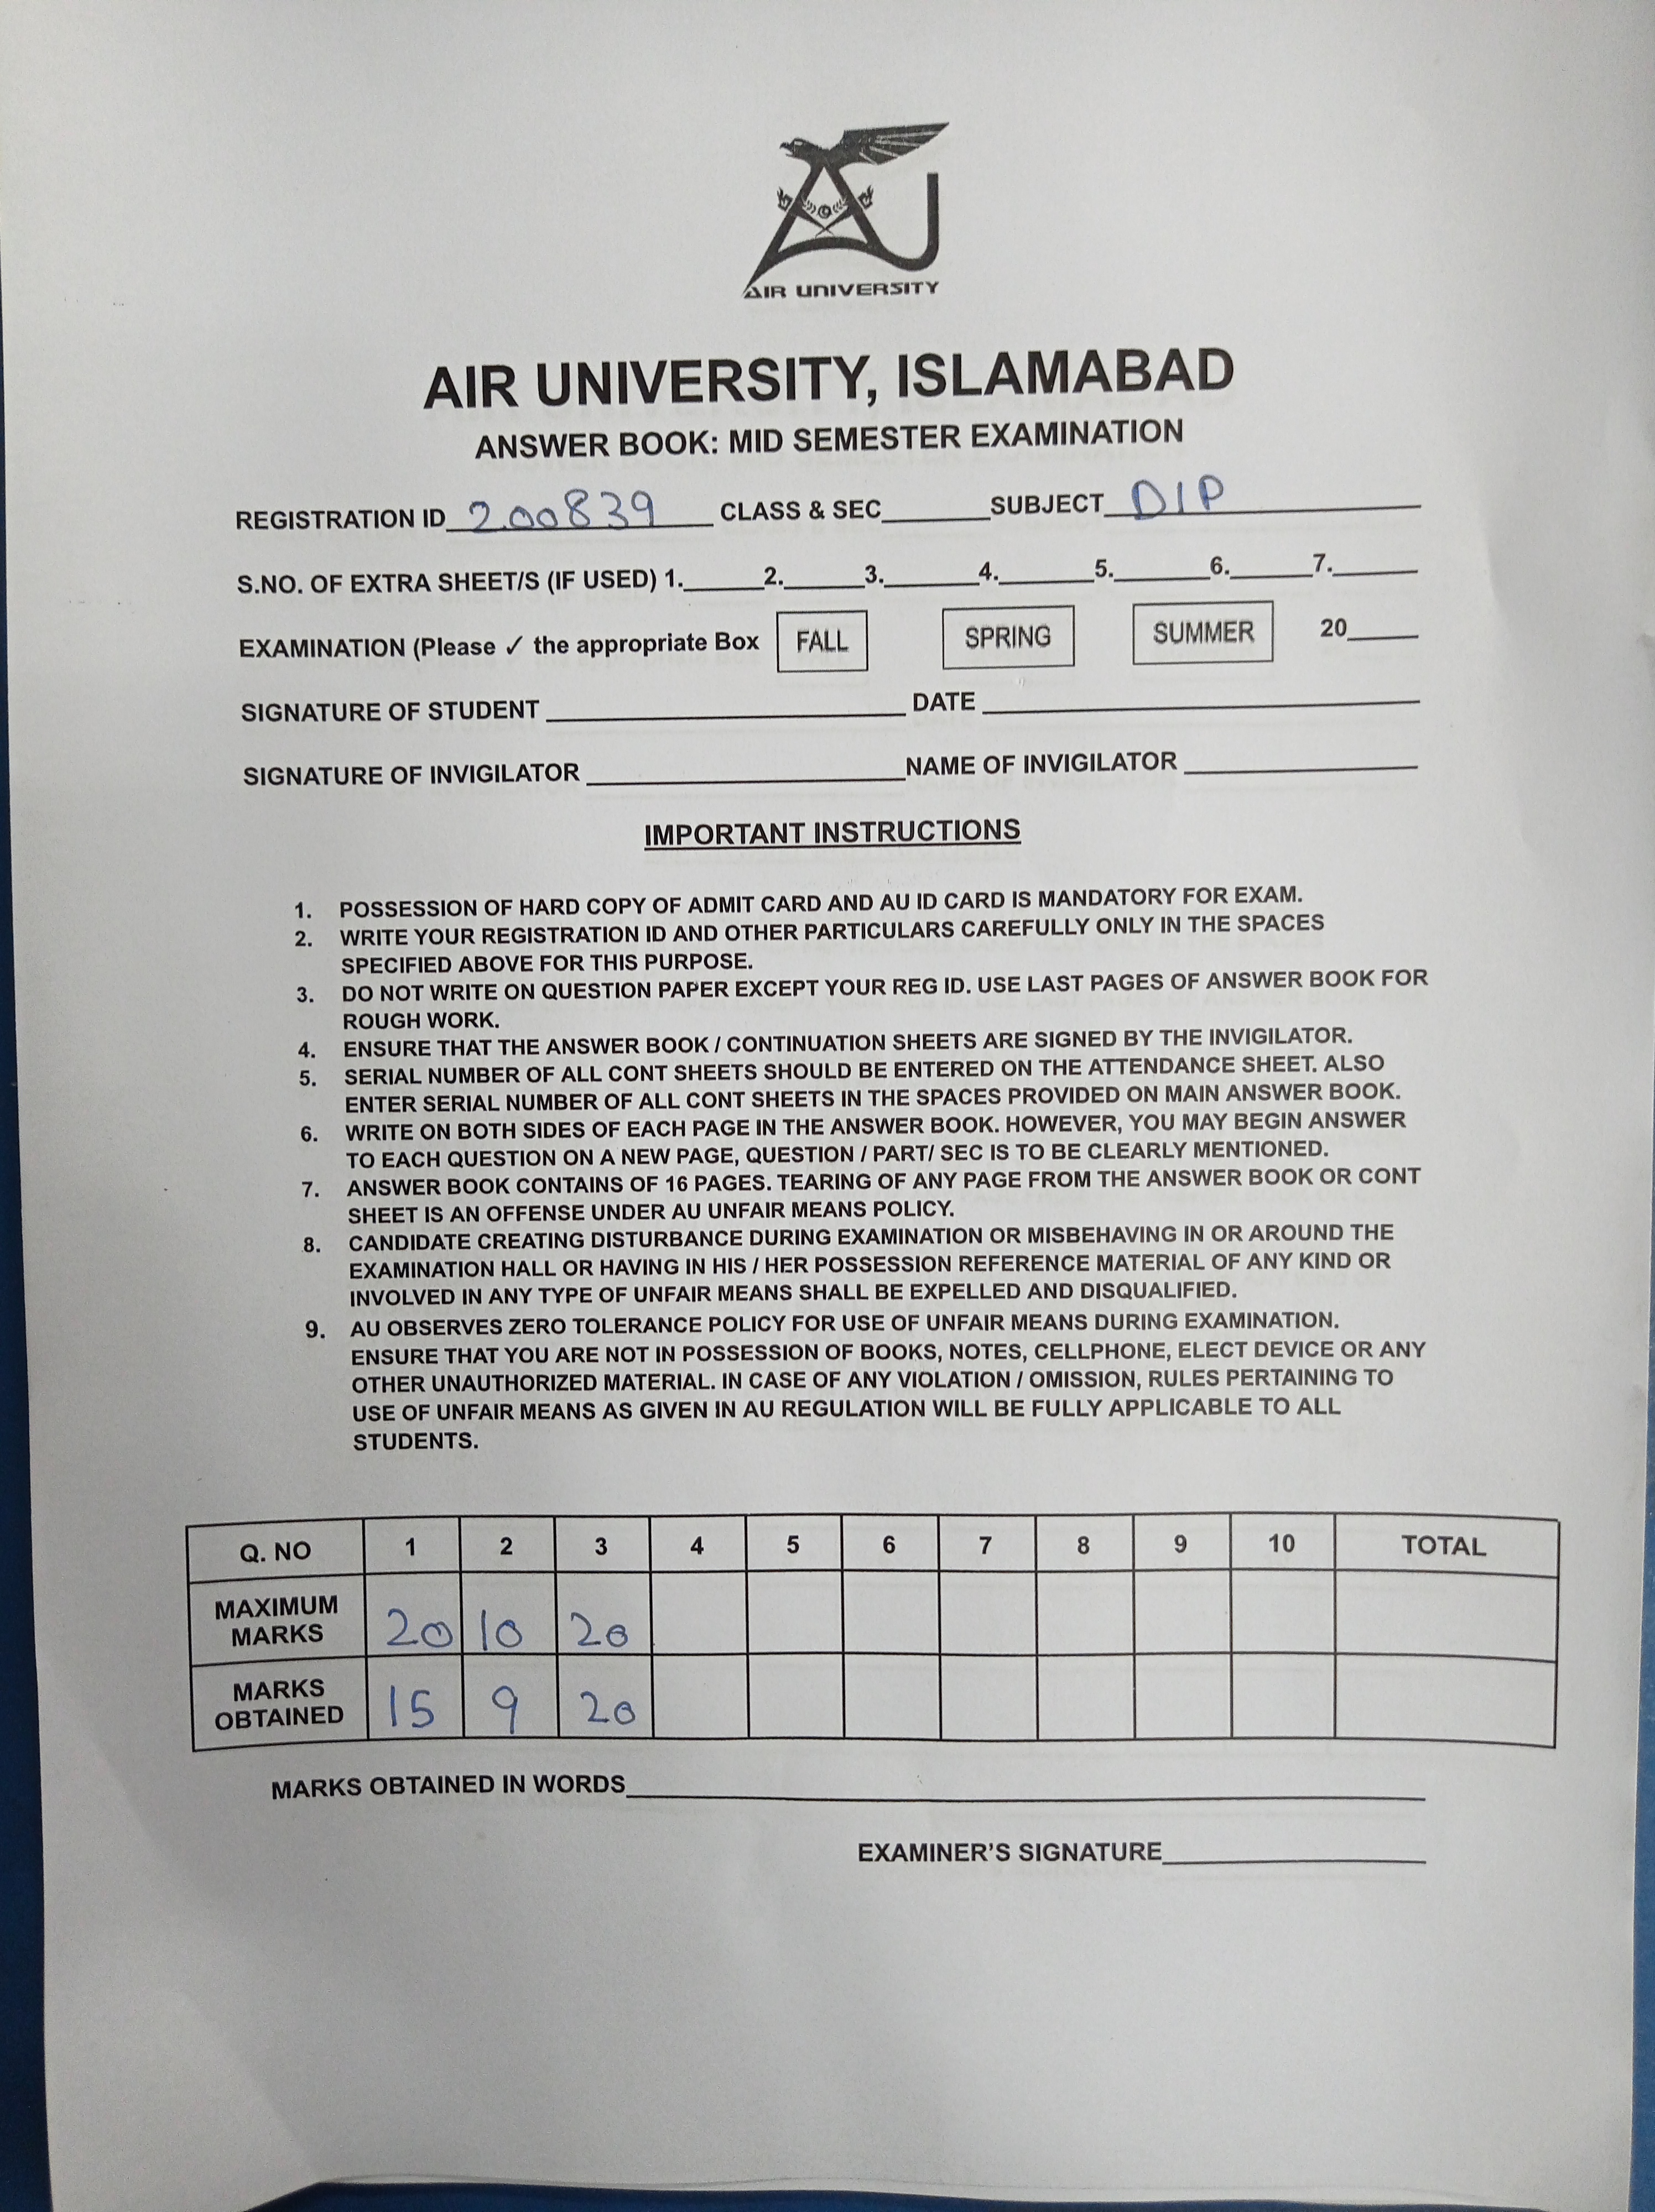 AIR UNIVERSITY
AIR UNIVERSITY, ISLAMABAD
ANSWER BOOK: MID SEMESTER EXAMINATION
REGISTRATION ID 200839 CLASS & SEC______ SUBJECT DIP
S.NO. OF EXTRA SHEET/S (IF USED) 1.____ 2.____ 3.____ 4.____ 5.____ 6.____ 7.____
EXAMINATION (Please ✓ the appropriate Box FALL SPRING SUMMER 20____
SIGNATURE OF STUDENT ____ DATE ____
SIGNATURE OF INVIGILATOR ____ NAME OF INVIGILATOR ____
IMPORTANT INSTRUCTIONS
1. POSSESSION OF HARD COPY OF ADMIT CARD AND AU ID CARD IS MANDATORY FOR EXAM.
2. WRITE YOUR REGISTRATION ID AND OTHER PARTICULARS CAREFULLY ONLY IN THE SPACES
SPECIFIED ABOVE FOR THIS PURPOSE.
3. DO NOT WRITE ON QUESTION PAPER EXCEPT YOUR REG ID. USE LAST PAGES OF ANSWER BOOK FOR
ROUGH WORK.
4. ENSURE THAT THE ANSWER BOOK / CONTINUATION SHEETS ARE SIGNED BY THE INVIGILATOR.
5. SERIAL NUMBER OF ALL CONT SHEETS SHOULD BE ENTERED ON THE ATTENDANCE SHEET. ALSO
ENTER SERIAL NUMBER OF ALL CONT SHEETS IN THE SPACES PROVIDED ON MAIN ANSWER BOOK.
6. WRITE ON BOTH SIDES OF EACH PAGE IN THE ANSWER BOOK. HOWEVER, YOU MAY BEGIN ANSWER
TO EACH QUESTION ON A NEW PAGE, QUESTION / PART/ SEC IS TO BE CLEARLY MENTIONED.
7. ANSWER BOOK CONTAINS OF 16 PAGES. TEARING OF ANY PAGE FROM THE ANSWER BOOK OR CONT
SHEET IS AN OFFENSE UNDER AU UNFAIR MEANS POLICY.
8. CANDIDATE CREATING DISTURBANCE DURING EXAMINATION OR MISBEHAVING IN OR AROUND THE
EXAMINATION HALL OR HAVING IN HIS / HER POSSESSION REFERENCE MATERIAL OF ANY KIND OR
INVOLVED IN ANY TYPE OF UNFAIR MEANS SHALL BE EXPELLED AND DISQUALIFIED.
9. AU OBSERVES ZERO TOLERANCE POLICY FOR USE OF UNFAIR MEANS DURING EXAMINATION.
ENSURE THAT YOU ARE NOT IN POSSESSION OF BOOKS, NOTES, CELLPHONE, ELECT DEVICE OR ANY
OTHER UNAUTHORIZED MATERIAL. IN CASE OF ANY VIOLATION / OMISSION, RULES PERTAINING TO
USE OF UNFAIR MEANS AS GIVEN IN AU REGULATION WILL BE FULLY APPLICABLE TO ALL
STUDENTS.
Q. NO 1 2 3 4 5 6 7 8 9 10 TOTAL
MAXIMUM
MARKS 20 10 20
MARKS
OBTAINED 15 9 20
MARKS OBTAINED IN WORDS____
EXAMINER'S SIGNATURE____